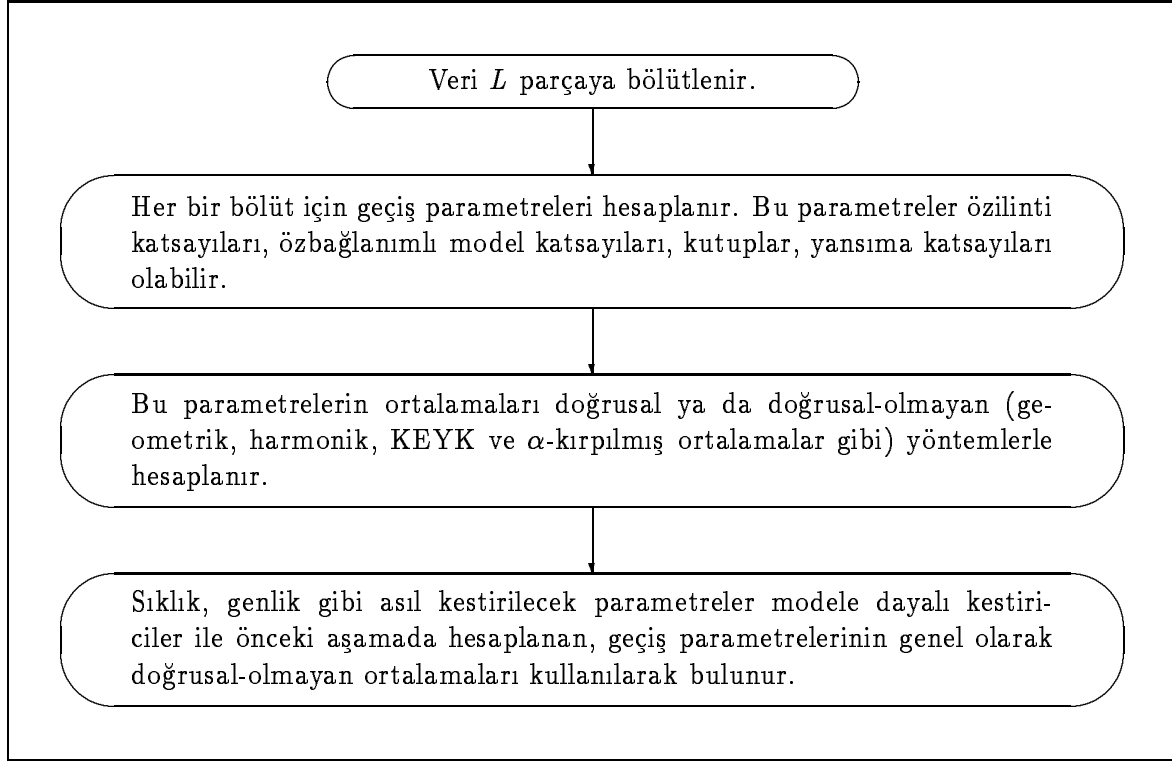 Veri L parçaya bölütlenir.
Her bir bölüt için geçiş parametreleri hesaplanır. Bu parametreler özilinti
katsayıları, özbağlanımlı model katsayıları, kutuplar, yansıma katsayıları
olabilir.
Bu parametrelerin ortalamaları doğrusal ya da doğrusal-olmayan (ge-
ometrik, harmonik, KEYK ve α-kırpılmış ortalamalar gibi) yöntemlerle
hesaplanır.
Sıklık, genlik gibi asıl kestirilecek parametreler modele dayalı kestiri-
ciler ile önceki aşamada hesaplanan, geçiş parametrelerinin genel olarak
doğrusal-olmayan ortalamaları kullanılarak bulunur.